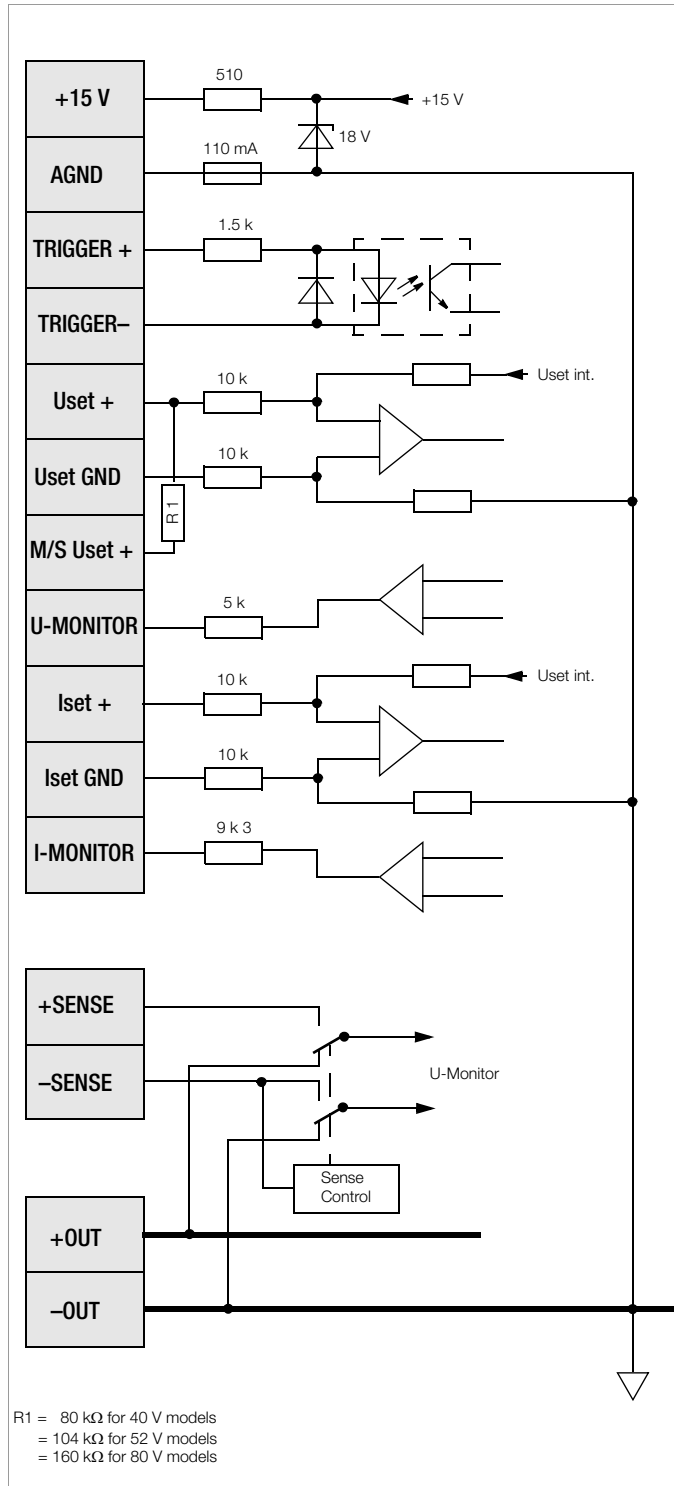 510
+15 V
+15 V
18 V
110 mA
AGND
1.5 k
TRIGGER +
TRIGGER–
10 k
Uset int.
Uset +
10 k
Uset GND
R 1
M/S Uset +
5 k
U-MONITOR
10 k
Uset int.
Iset +
10 k
Iset GND
9 k 3
I-MONITOR
+SENSE
–SENSE
U-Monitor
Sense
Control
+OUT
–OUT
R1 = 80 kΩ for 40 V models
= 104 kΩ for 52 V models
= 160 kΩ for 80 V models